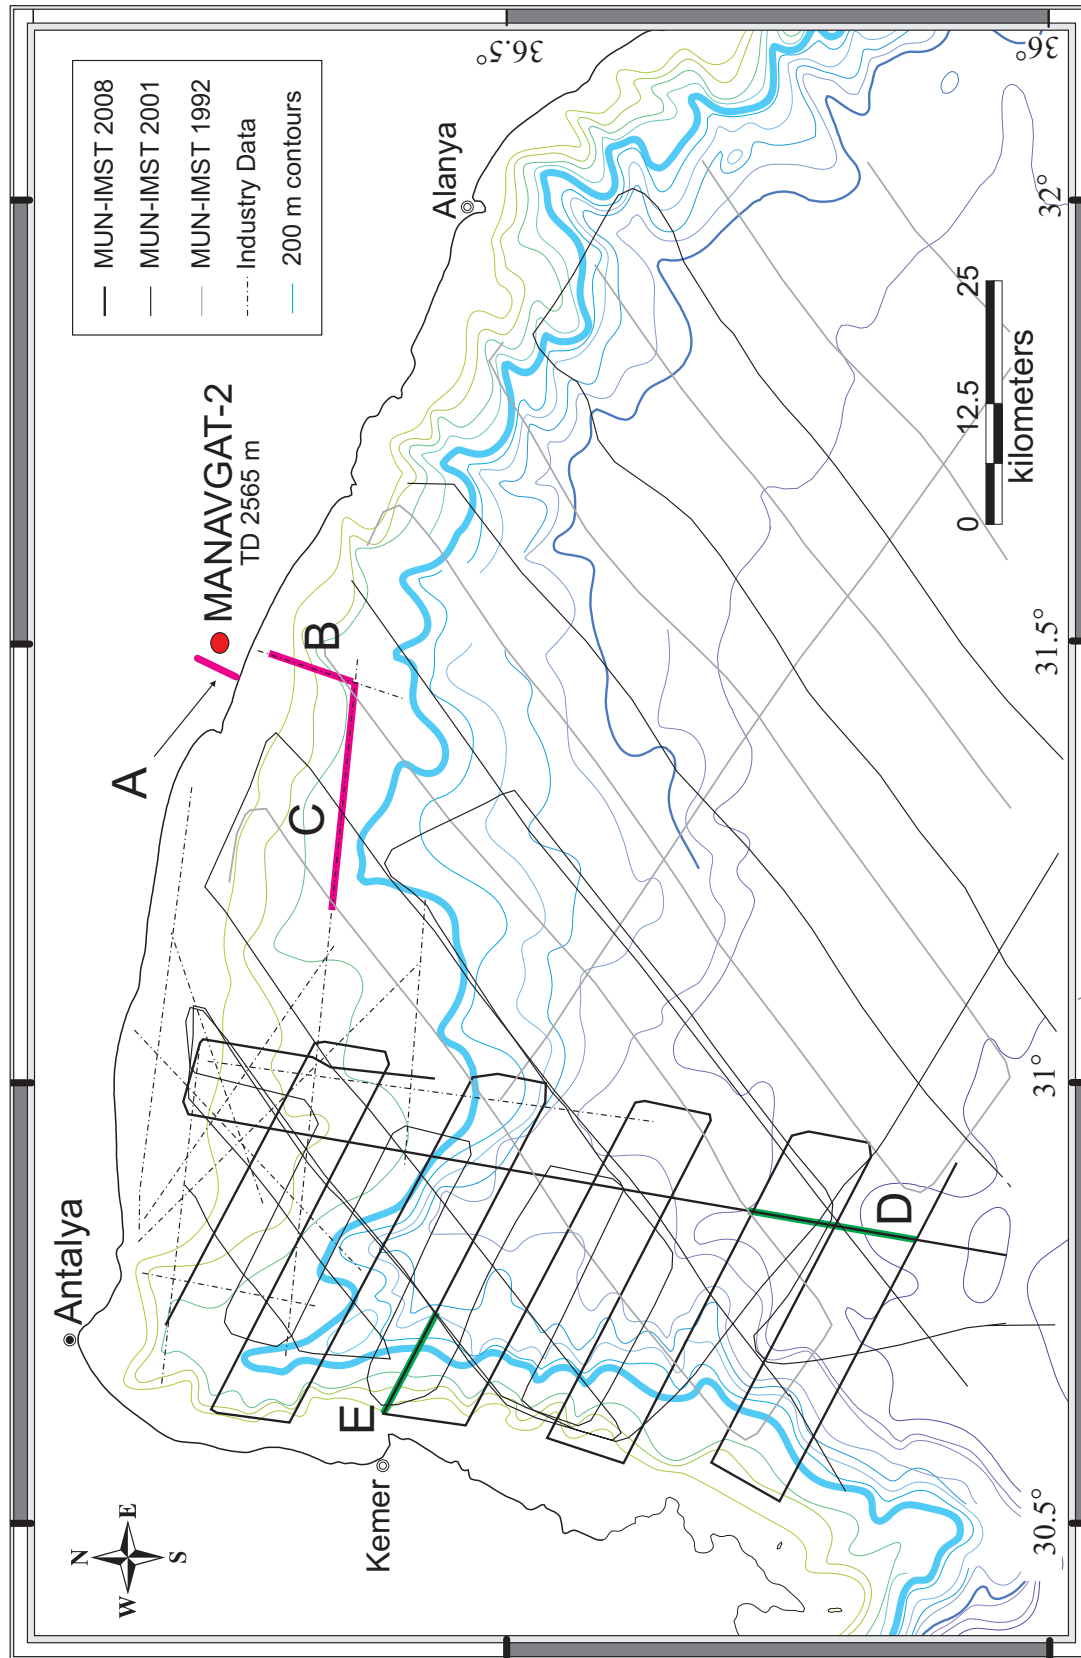 MUN-IMST 2008
MUN-IMST 2001
MUN-IMST 1992
Industry Data
200 m contours
N
W
E
S
Antalya
Kemer
Alanya
MANAVGAT-2
TD 2565 m
A
B
C
D
E
36.5°
36°
30.5°
31°
31.5°
32°
0
12.5
25
kilometers